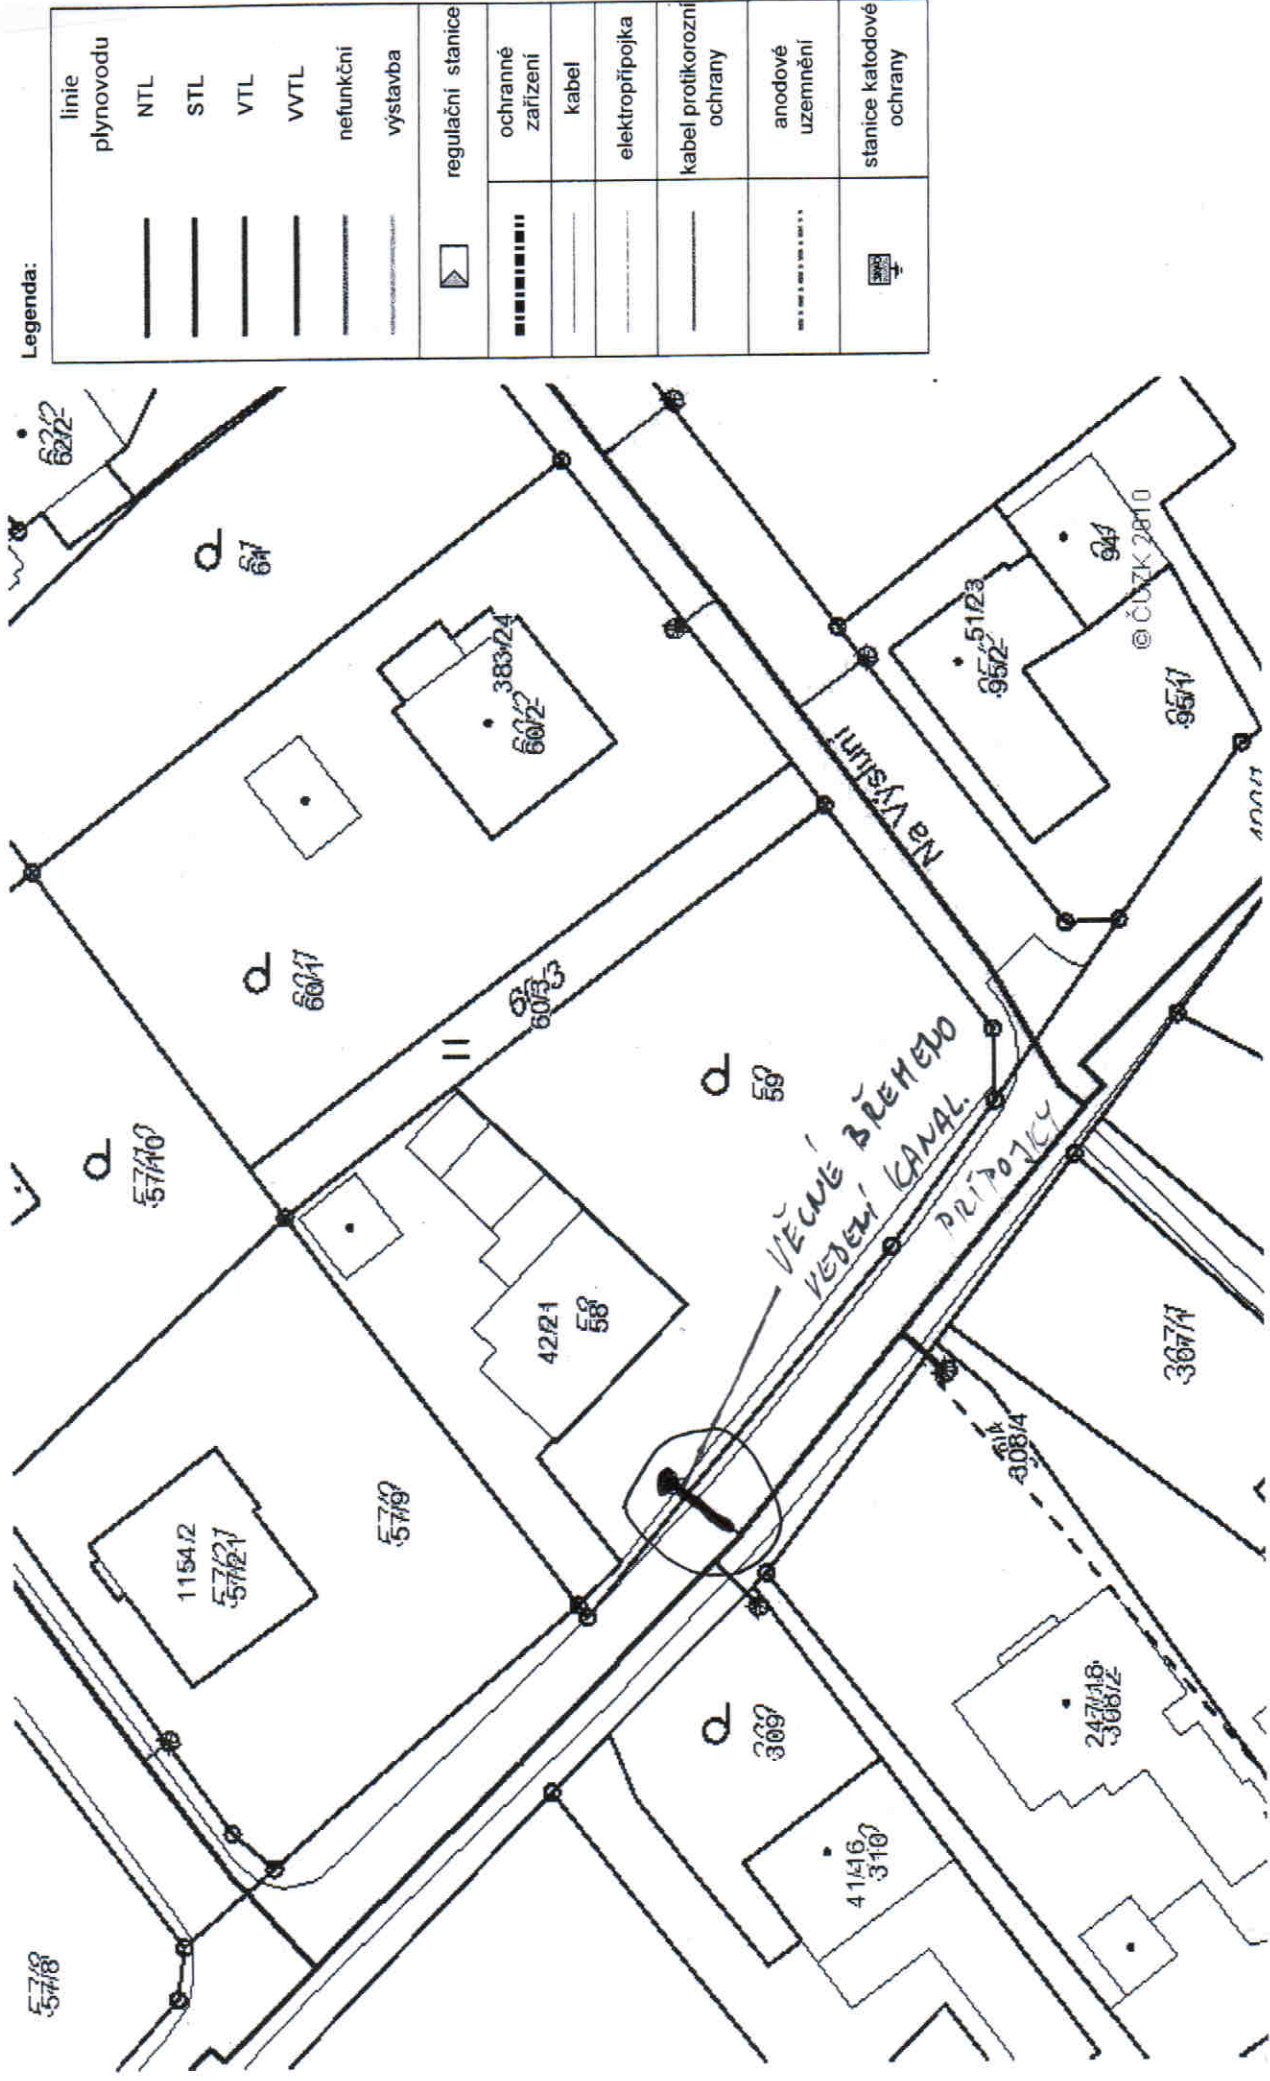 Legenda:
linie
plynovodu
NTL
STL
VTL
VVTL
nefunkční
výstavba
regulační stanice
ochranné
zařízení
kabel
elektropřípojka
kabel protikorozní
ochrany
anodové
uzemnění
stanice katodové
ochrany
62/2
61
383/24
60/2
60/1
60/3
57/10
59
42/21
58
1154/2
57/21
57/9
57/8
Na Výsluní
51/23
95/2
94
95/1
© ČÚZK 2010
VĚCNÉ BŘEMENO
VEDENÍ KANAL.
PŘÍPOJKY
307/1
308/4
247/18
308/2
309
41/16
310